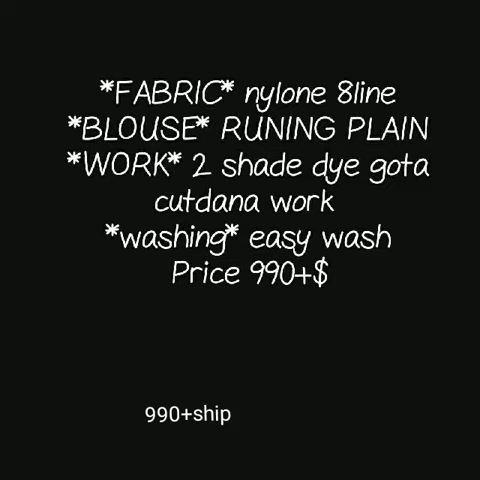 *FABRIC* nylone 8line
*BLOUSE* RUNING PLAIN
*WORK* 2 shade dye gota
cutdana work
*washing* easy wash
Price 990+$
990+ship